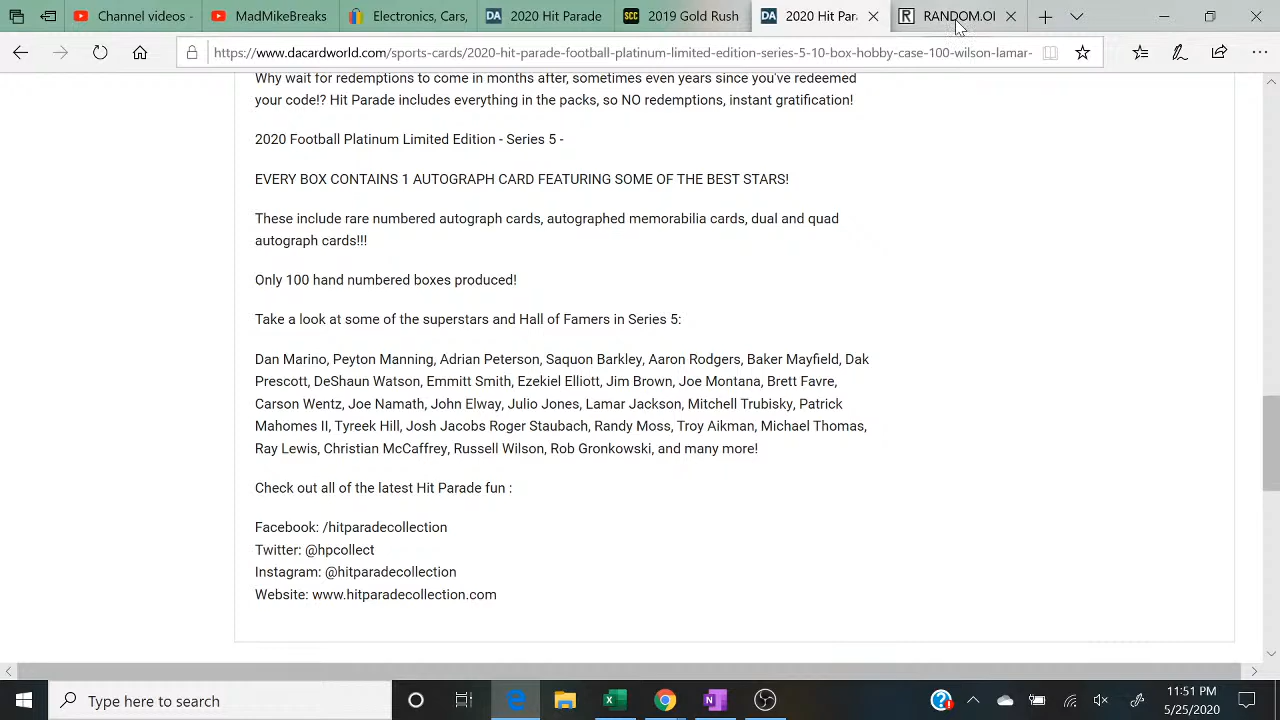 Channel videos -
MadMikeBreaks
Electronics, Cars,
DA 2020 Hit Parade
SCC 2019 Gold Rush
DA 2020 Hit Par
R RANDOM.OI
https://www.dacardworld.com/sports-cards/2020-hit-parade-football-platinum-limited-edition-series-5-10-box-hobby-case-100-wilson-lamar-
Why wait for redemptions to come in months after, sometimes even years since you've redeemed
your code!? Hit Parade includes everything in the packs, so NO redemptions, instant gratification!
2020 Football Platinum Limited Edition - Series 5 -
EVERY BOX CONTAINS 1 AUTOGRAPH CARD FEATURING SOME OF THE BEST STARS!
These include rare numbered autograph cards, autographed memorabilia cards, dual and quad
autograph cards!!!
Only 100 hand numbered boxes produced!
Take a look at some of the superstars and Hall of Famers in Series 5:
Dan Marino, Peyton Manning, Adrian Peterson, Saquon Barkley, Aaron Rodgers, Baker Mayfield, Dak
Prescott, DeShaun Watson, Emmitt Smith, Ezekiel Elliott, Jim Brown, Joe Montana, Brett Favre,
Carson Wentz, Joe Namath, John Elway, Julio Jones, Lamar Jackson, Mitchell Trubisky, Patrick
Mahomes II, Tyreek Hill, Josh Jacobs Roger Staubach, Randy Moss, Troy Aikman, Michael Thomas,
Ray Lewis, Christian McCaffrey, Russell Wilson, Rob Gronkowski, and many more!
Check out all of the latest Hit Parade fun :
Facebook: /hitparadecollection
Twitter: @hpcollect
Instagram: @hitparadecollection
Website: www.hitparadecollection.com
Type here to search
11:51 PM
5/25/2020